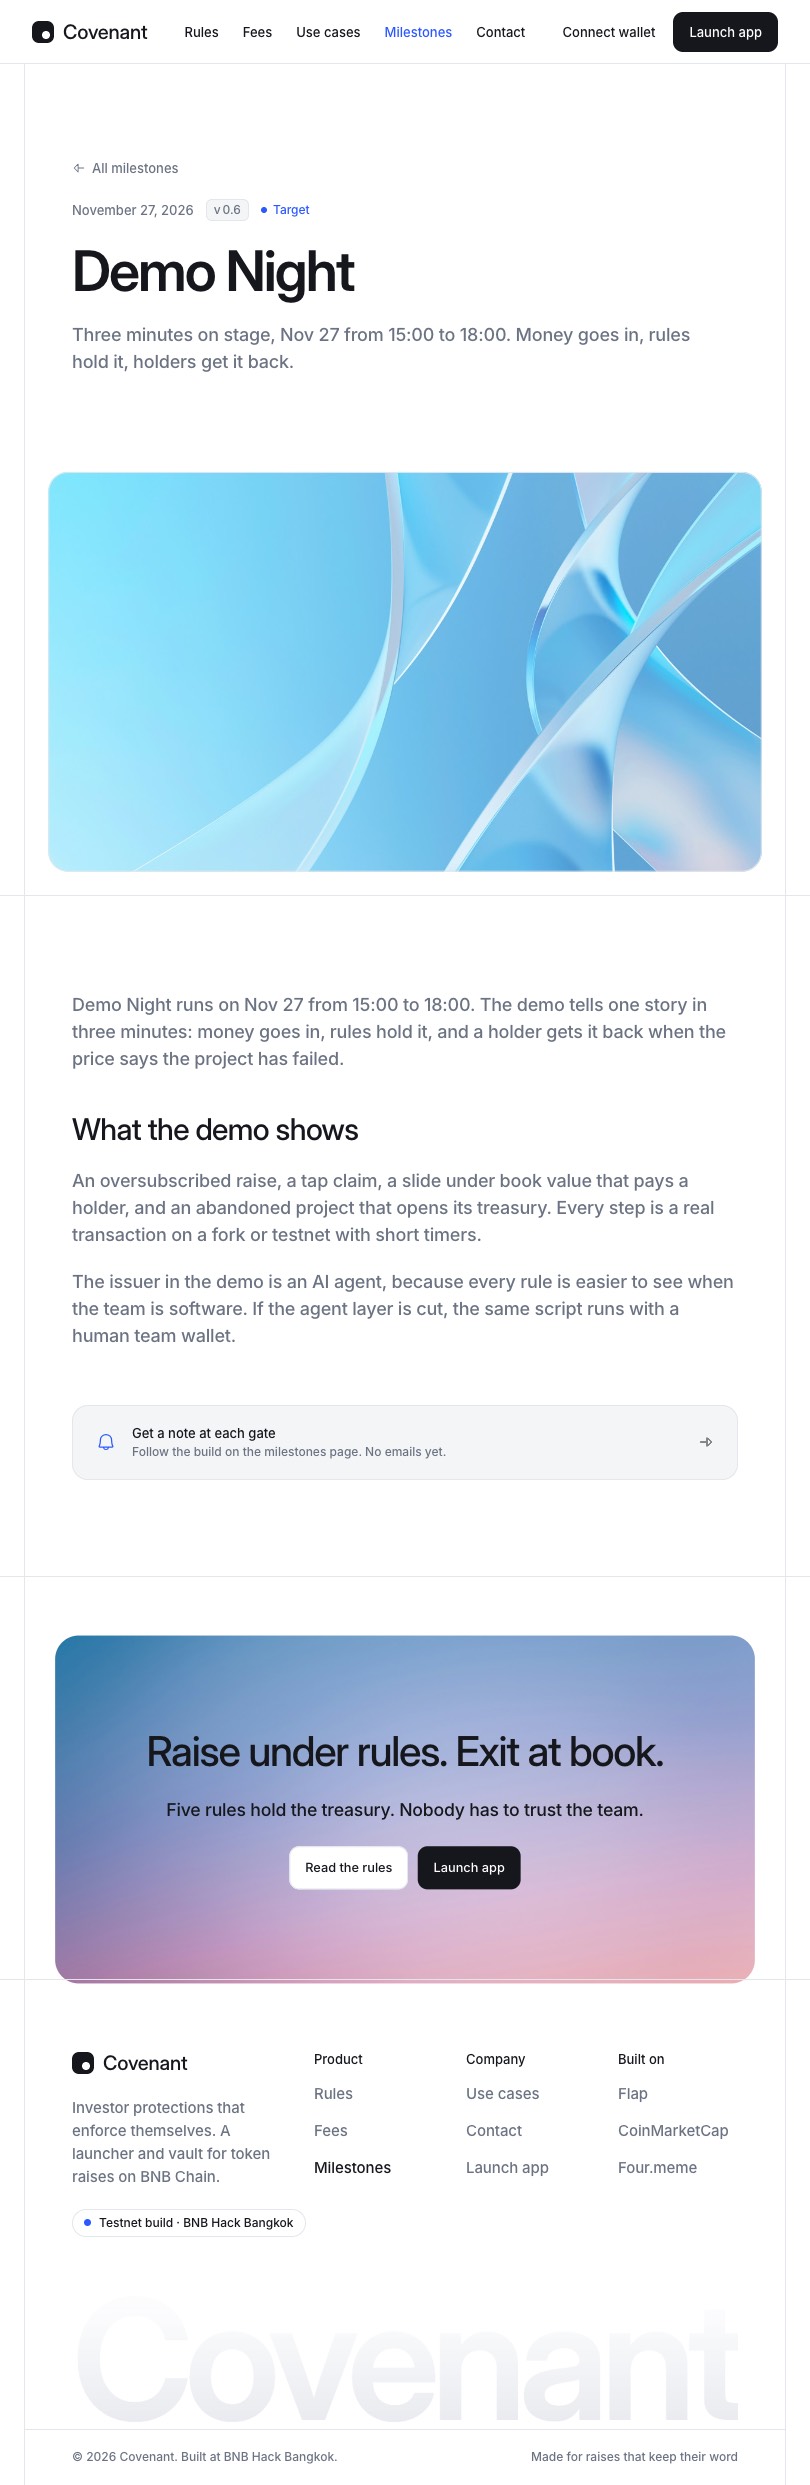 Covenant
Rules
Fees
Use cases
Milestones
Contact
Connect wallet
Launch app
All milestones
November 27, 2026
v 0.6
Target
Demo Night
Three minutes on stage, Nov 27 from 15:00 to 18:00. Money goes in, rules
hold it, holders get it back.
Demo Night runs on Nov 27 from 15:00 to 18:00. The demo tells one story in
three minutes: money goes in, rules hold it, and a holder gets it back when the
price says the project has failed.
What the demo shows
An oversubscribed raise, a tap claim, a slide under book value that pays a
holder, and an abandoned project that opens its treasury. Every step is a real
transaction on a fork or testnet with short timers.
The issuer in the demo is an AI agent, because every rule is easier to see when
the team is software. If the agent layer is cut, the same script runs with a
human team wallet.
Get a note at each gate
Follow the build on the milestones page. No emails yet.
Raise under rules. Exit at book.
Five rules hold the treasury. Nobody has to trust the team.
Read the rules
Launch app
Covenant
Investor protections that
enforce themselves. A
launcher and vault for token
raises on BNB Chain.
Testnet build · BNB Hack Bangkok
Product
Rules
Fees
Milestones
Company
Use cases
Contact
Launch app
Built on
Flap
CoinMarketCap
Four.meme
Covenant
© 2026 Covenant. Built at BNB Hack Bangkok.
Made for raises that keep their word